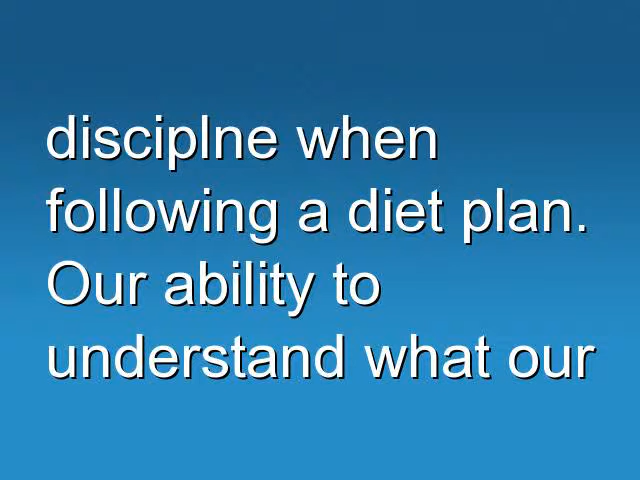 disciplne when
following a diet plan.
Our ability to
understand what our